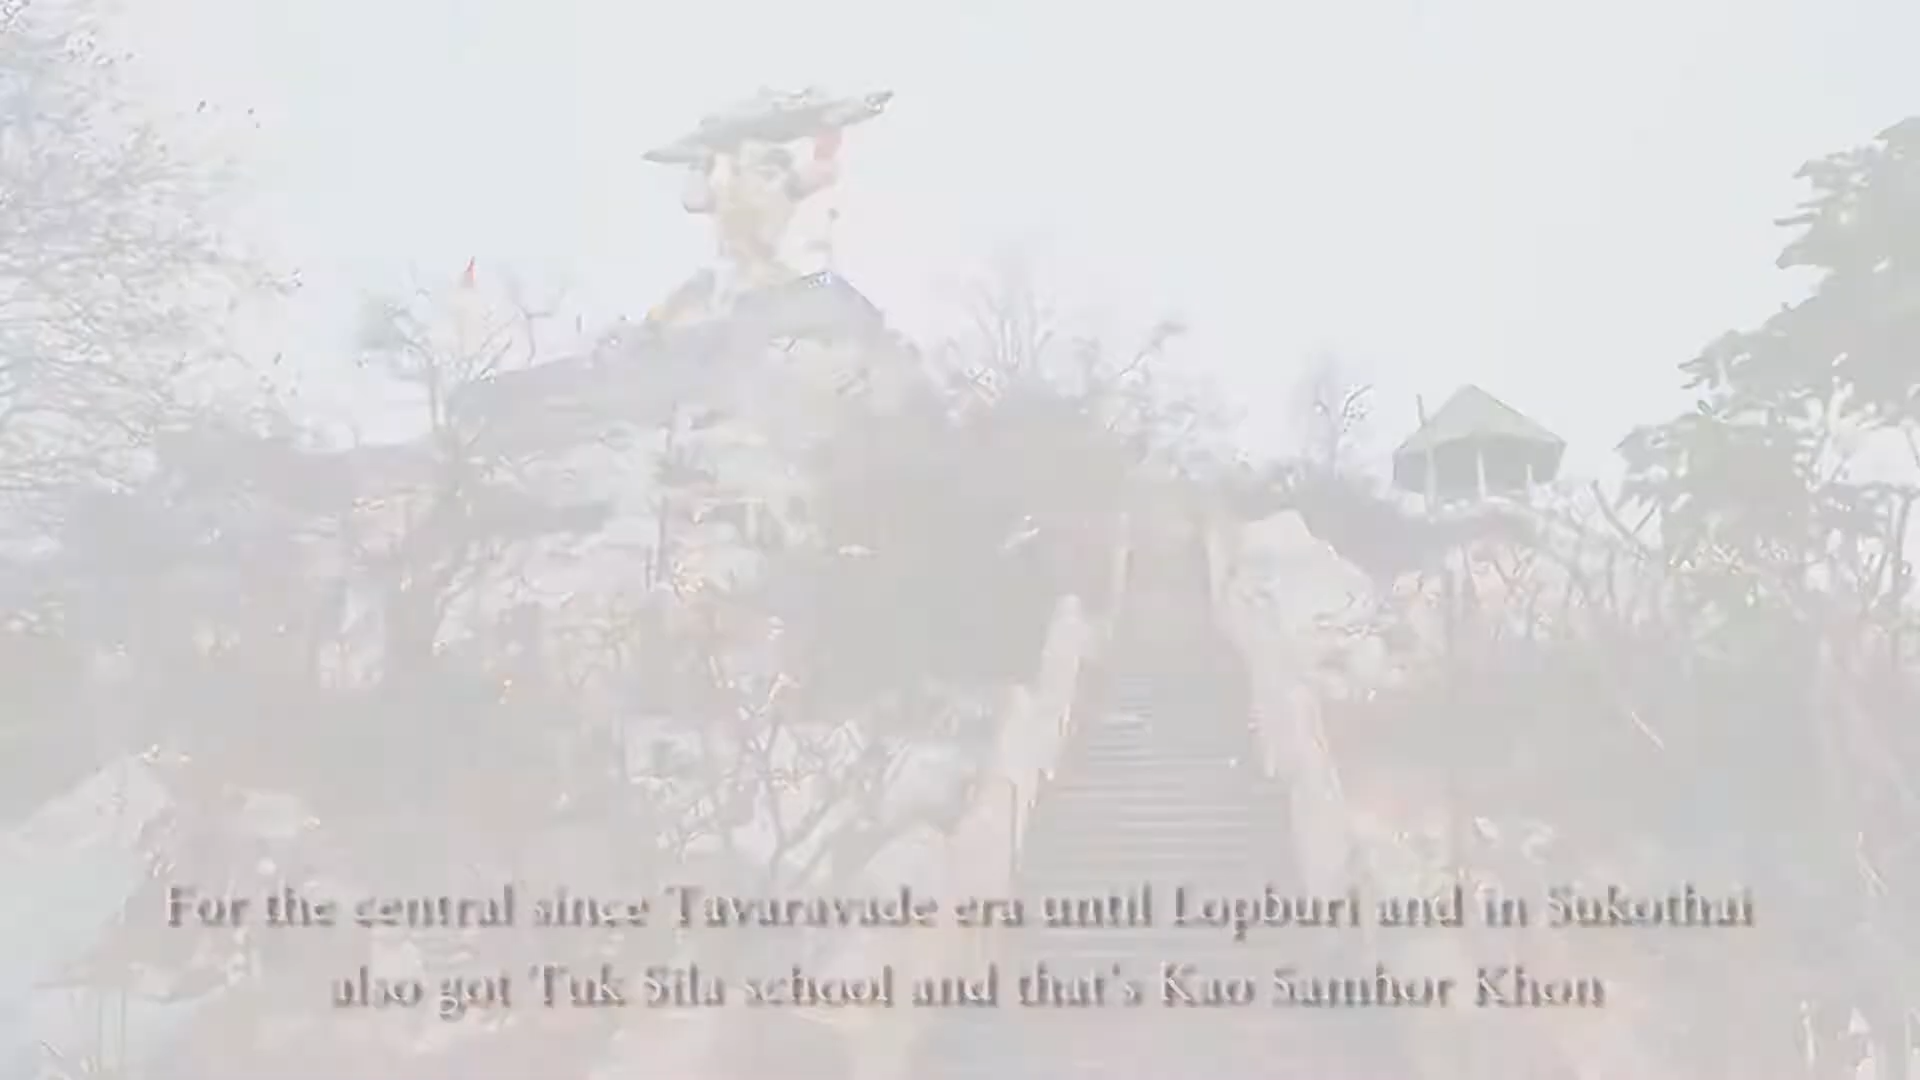 For the central since Tavaravade era until Lopburi and in Sukothai
also got Tuk Sila school and that's Kao Samhor Khon